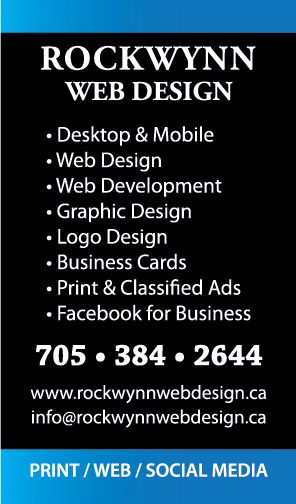 ROCKWYNN
WEB DESIGN
• Desktop & Mobile
• Web Design
• Web Development
• Graphic Design
• Logo Design
• Business Cards
• Print & Classified Ads
• Facebook for Business
705 • 384 • 2644
www.rockwynnwebdesign.ca
info@rockwynnwebdesign.ca
PRINT / WEB / SOCIAL MEDIA